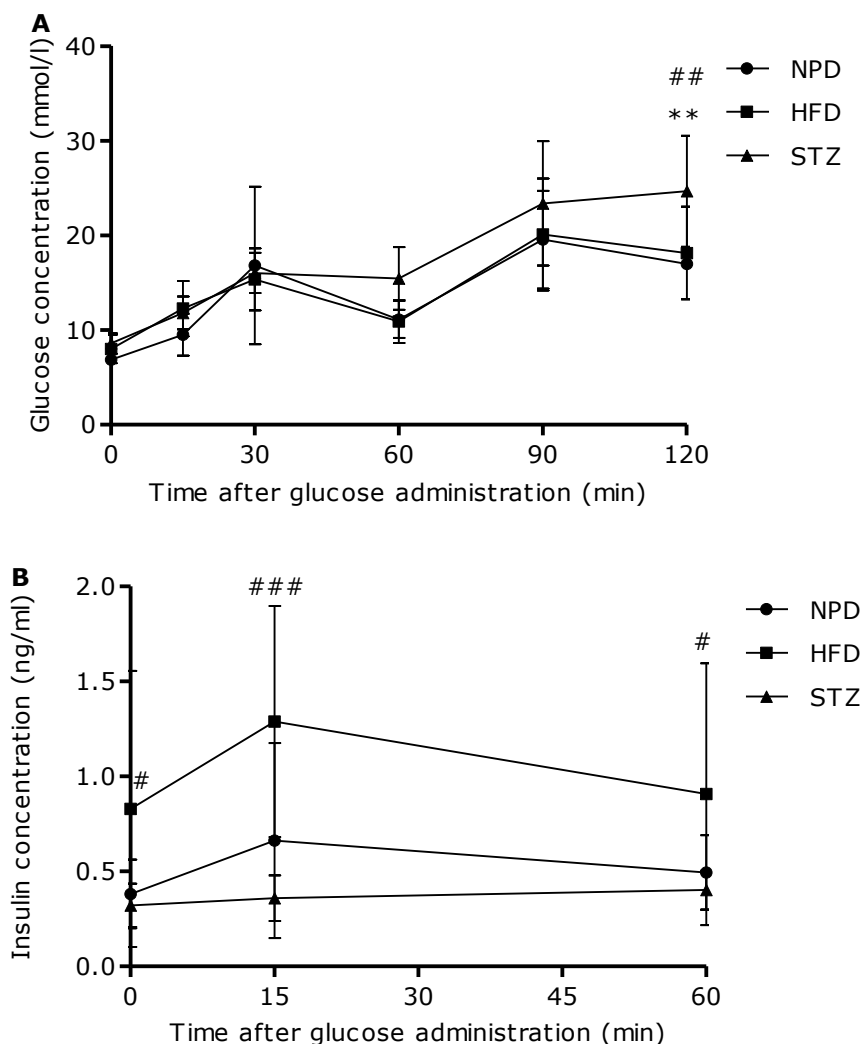 A
Glucose concentration (mmol/l)
40
30
20
10
0
0 30 60 90 120
Time after glucose administration (min)
##
**
NPD
HFD
STZ
B
Insulin concentration (ng/ml)
2.0
1.5
1.0
0.5
0.0
0 15 30 45 60
Time after glucose administration (min)
#
###
#
NPD
HFD
STZ